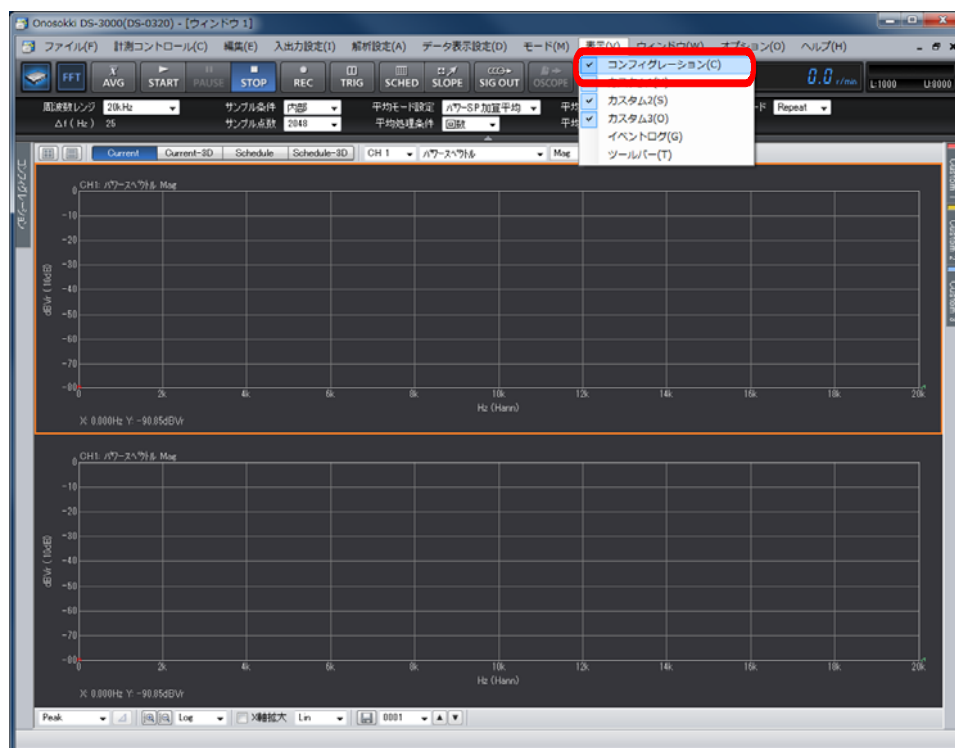 Onosokki DS-3000(DS-0320) - [ウィンドウ 1]
ファイル(F) 計測コントロール(C) 編集(E) 入出力設定(I) 解析設定(A) データ表示設定(D) モード(M) 表示(V) ウィンドウ(W) オプション(O) ヘルプ(H)
コンフィグレーション(C)
カスタム2(S)
カスタム3(O)
イベントログ(G)
ツールバー(T)
FFT AVG START PAUSE STOP REC TRIG SCHED SLOPE SIG OUT OSCOPE 0.0 r/min L:1000 U:8000
周波数レンジ 20kHz サンプル条件 内部 平均モード設定 パワーSP加算平均 Repeat
Δf ( Hz ) 25 サンプル点数 2048 平均処理条件 回数
Current Current-3D Schedule Schedule-3D CH 1 パワースペクトル Mag
コンフィグレーション
Custom 1
Custom 2
Custom 3
CH1: パワースペクトル Mag
0
-10
-20
-30
-40
-50
-60
-70
-80
dBVr (10dB)
0 2k 4k 6k 8k 10k 12k 14k 16k 18k 20k
Hz (Hann)
X: 0.000Hz Y: -90.85dBVr
CH1: パワースペクトル Mag
0
-10
-20
-30
-40
-50
-60
-70
-80
dBVr (10dB)
0 2k 4k 6k 8k 10k 12k 14k 16k 18k 20k
Hz (Hann)
X: 0.000Hz Y: -90.85dBVr
Peak Log X軸拡大 Lin 0001